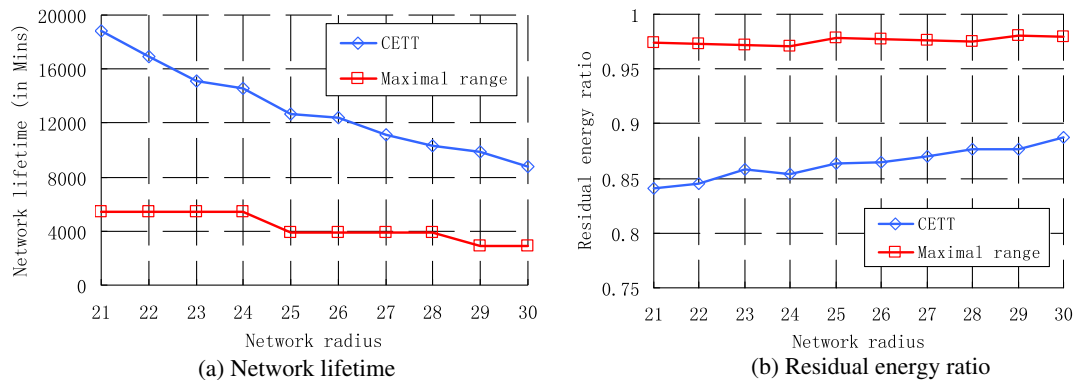 Network lifetime (in Mins)
20000
16000
12000
8000
4000
0
CETT
Maximal range
21 22 23 24 25 26 27 28 29 30
Network radius
(a) Network lifetime
Residual energy ratio
1
0.95
0.9
0.85
0.8
0.75
CETT
Maximal range
21 22 23 24 25 26 27 28 29 30
Network radius
(b) Residual energy ratio